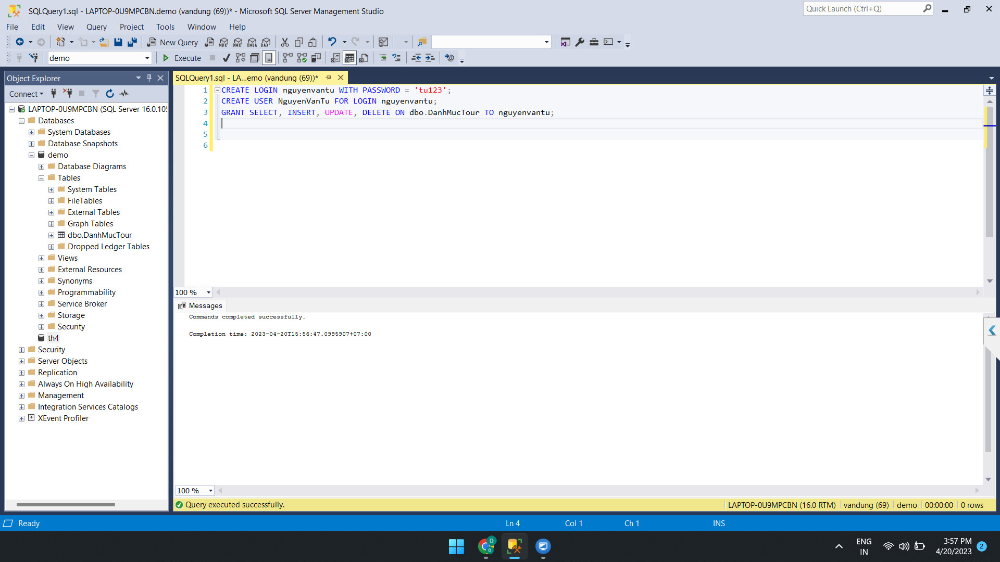 SQLQuery1.sql - LAPTOP-0U9MPCBN.demo (vandung (69))* - Microsoft SQL Server Management Studio
Quick Launch (Ctrl+Q)
File Edit View Query Project Tools Window Help
New Query
MDX DMX XMLA DAX
demo
Execute
Object Explorer
SQLQuery1.sql - LA...emo (vandung (69))*
Connect
LAPTOP-0U9MPCBN (SQL Server 16.0.105
Databases
System Databases
Database Snapshots
demo
Database Diagrams
Tables
System Tables
FileTables
External Tables
Graph Tables
dbo.DanhMucTour
Dropped Ledger Tables
Views
External Resources
Synonyms
Programmability
Service Broker
Storage
Security
th4
Security
Server Objects
Replication
Always On High Availability
Management
Integration Services Catalogs
XEvent Profiler
1 CREATE LOGIN nguyenvantu WITH PASSWORD = 'tu123';
2 CREATE USER NguyenVanTu FOR LOGIN nguyenvantu;
3 GRANT SELECT, INSERT, UPDATE, DELETE ON dbo.DanhMucTour TO nguyenvantu;
4
5
6
100 %
Messages
Commands completed successfully.
Completion time: 2023-04-20T15:56:47.0995907+07:00
100 %
Query executed successfully.
LAPTOP-0U9MPCBN (16.0 RTM) vandung (69) demo 00:00:00 0 rows
Ready
Ln 4 Col 1 Ch 1 INS
D
D
ENG
IN
3:57 PM
4/20/2023
2